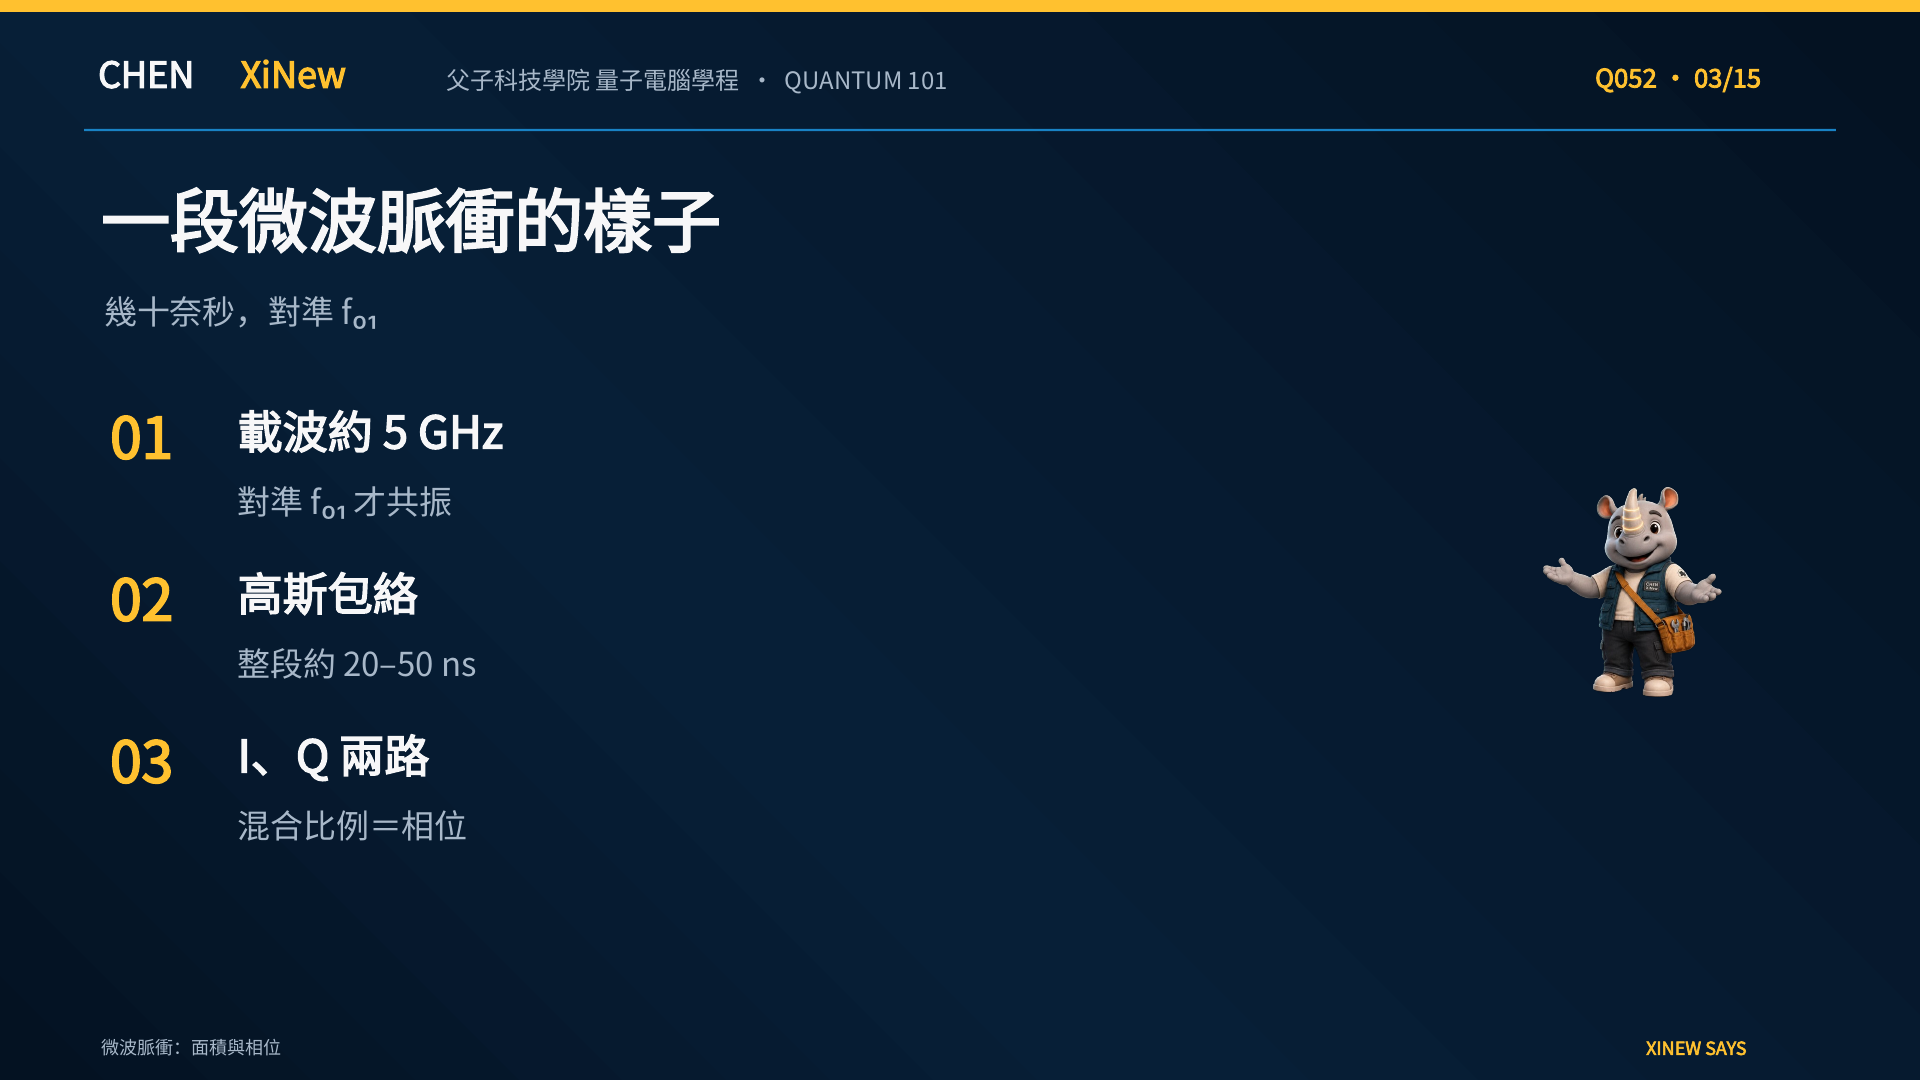 CHEN XiNew 父子科技學院 量子電腦學程 · QUANTUM 101 Q052 · 03/15
一段微波脈衝的樣子
幾十奈秒，對準 f₀₁
01 載波約 5 GHz
對準 f₀₁ 才共振
02 高斯包絡
整段約 20–50 ns
03 I、Q 兩路
混合比例＝相位
微波脈衝：面積與相位 XINEW SAYS